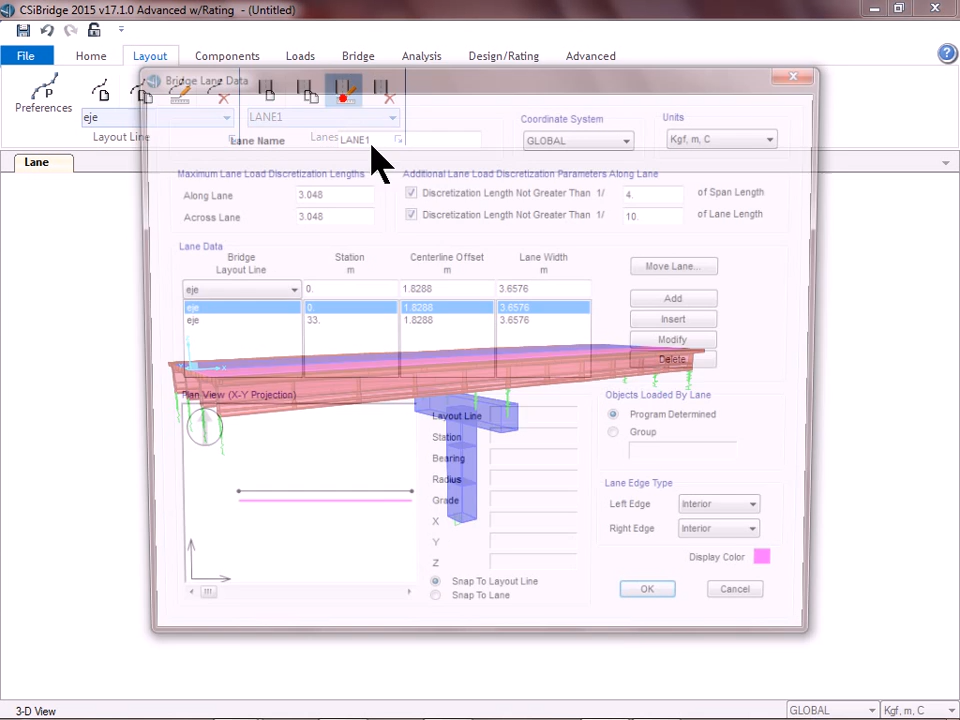 CSiBridge 2015 v17.1.0 Advanced w/Rating - (Untitled)
File Home Layout Components Loads Bridge Analysis Design/Rating Advanced
Bridge Lane Data
P
Preferences
eje
LANE1
Layout Line
Lanes
Lane Name
LANE1
Coordinate System
GLOBAL
Units
Kgf, m, C
Lane
Maximum Lane Load Discretization Lengths
Along Lane 3.048
Across Lane 3.048
Additional Lane Load Discretization Parameters Along Lane
Discretization Length Not Greater Than 1/ 4. of Span Length
Discretization Length Not Greater Than 1/ 10. of Lane Length
Lane Data
Bridge Layout Line
Station m
Centerline Offset m
Lane Width m
eje 0. 1.8288 3.6576
eje 0. 1.8288 3.6576
eje 33. 1.8288 3.6576
Move Lane...
Add
Insert
Modify
Delete
Plan View (X-Y Projection)
Layout Line
Station
Bearing
Radius
Grade
X
Y
Z
Snap To Layout Line
Snap To Lane
Objects Loaded By Lane
Program Determined
Group
Lane Edge Type
Left Edge Interior
Right Edge Interior
Display Color
OK
Cancel
3-D View
GLOBAL
Kgf, m, C